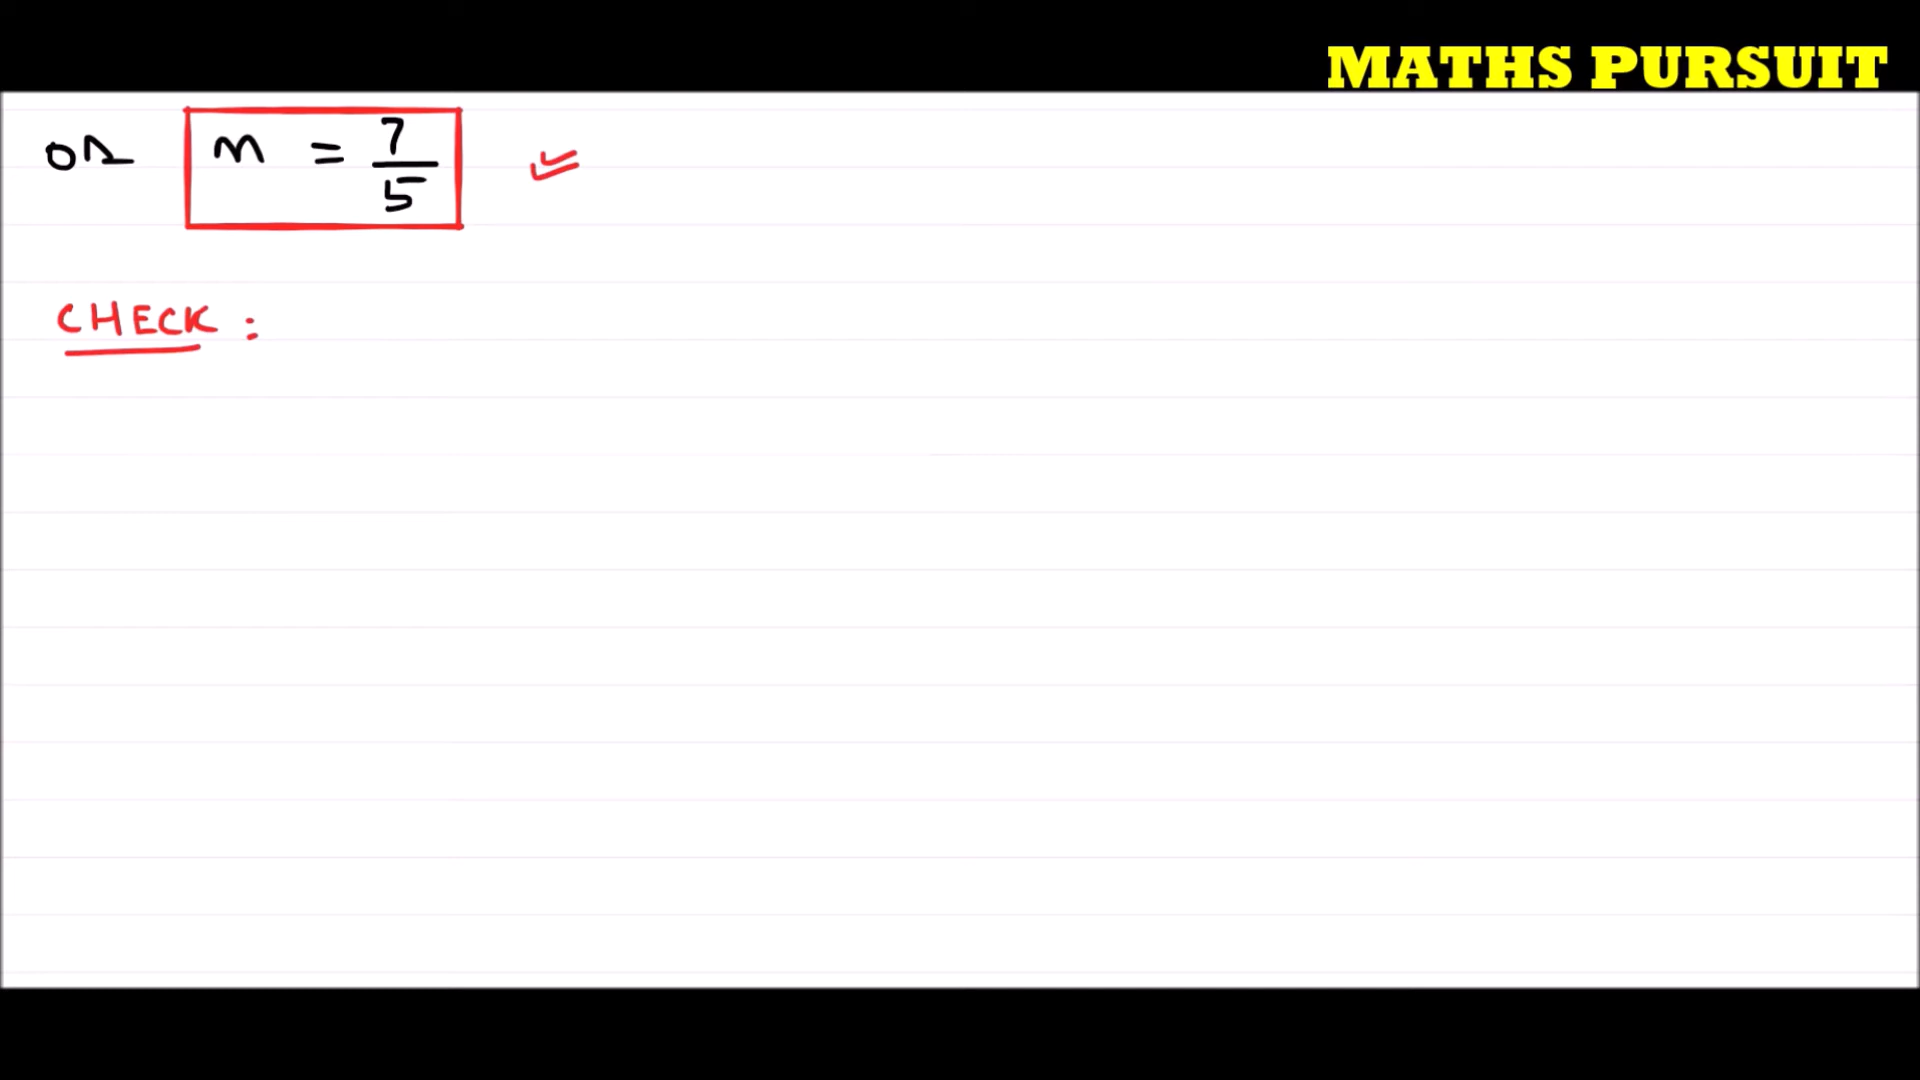 MATHS PURSUIT
or m = 7/5
CHECK :